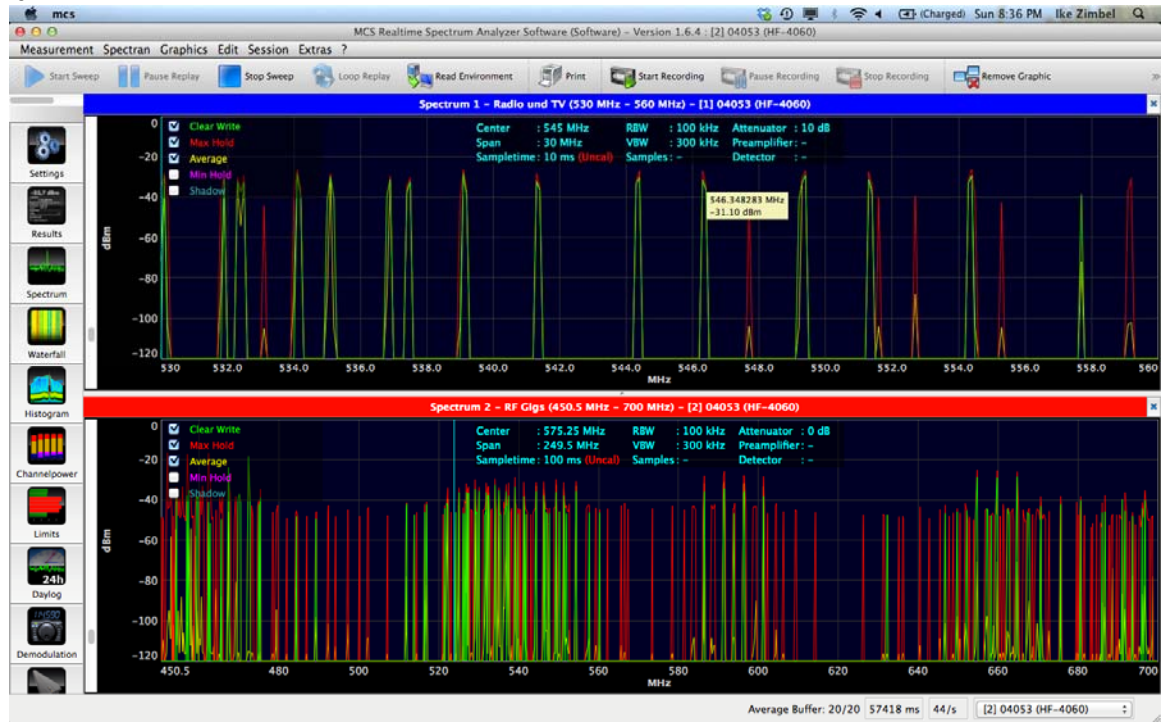 mcs
(Charged) Sun 8:36 PM Ike Zimbel
MCS Realtime Spectrum Analyzer Software (Software) – Version 1.6.4 : [2] 04053 (HF-4060)
Measurement Spectran Graphics Edit Session Extras ?
Start Sweep Pause Replay Stop Sweep Loop Replay Read Environment Print Start Recording Pause Recording Stop Recording Remove Graphic
Settings
Results
Spectrum
Waterfall
Histogram
Channelpower
Limits
24h
Daylog
Demodulation
Spectrum 1 – Radio und TV (530 MHz – 560 MHz) – [1] 04053 (HF-4060)
Clear Write
Max Hold
Average
Min Hold
Shadow
Center : 545 MHz RBW : 100 kHz Attenuator : 10 dB
Span : 30 MHz VBW : 300 kHz Preamplifier: –
Sampletime: 10 ms (Uncal) Samples: – Detector : –
546.348283 MHz
-31.10 dBm
dBm
0
-20
-40
-60
-80
-100
-120
530 532.0 534.0 536.0 538.0 540.0 542.0 544.0 546.0 548.0 550.0 552.0 554.0 556.0 558.0 560
MHz
Spectrum 2 – RF Gigs (450.5 MHz – 700 MHz) – [2] 04053 (HF-4060)
Clear Write
Max Hold
Average
Min Hold
Shadow
Center : 575.25 MHz RBW : 100 kHz Attenuator : 0 dB
Span : 249.5 MHz VBW : 300 kHz Preamplifier: –
Sampletime: 100 ms (Uncal) Samples: – Detector : –
dBm
0
-20
-40
-60
-80
-100
-120
450.5 480 500 520 540 560 580 600 620 640 660 680 700
MHz
Average Buffer: 20/20 57418 ms 44/s [2] 04053 (HF-4060)